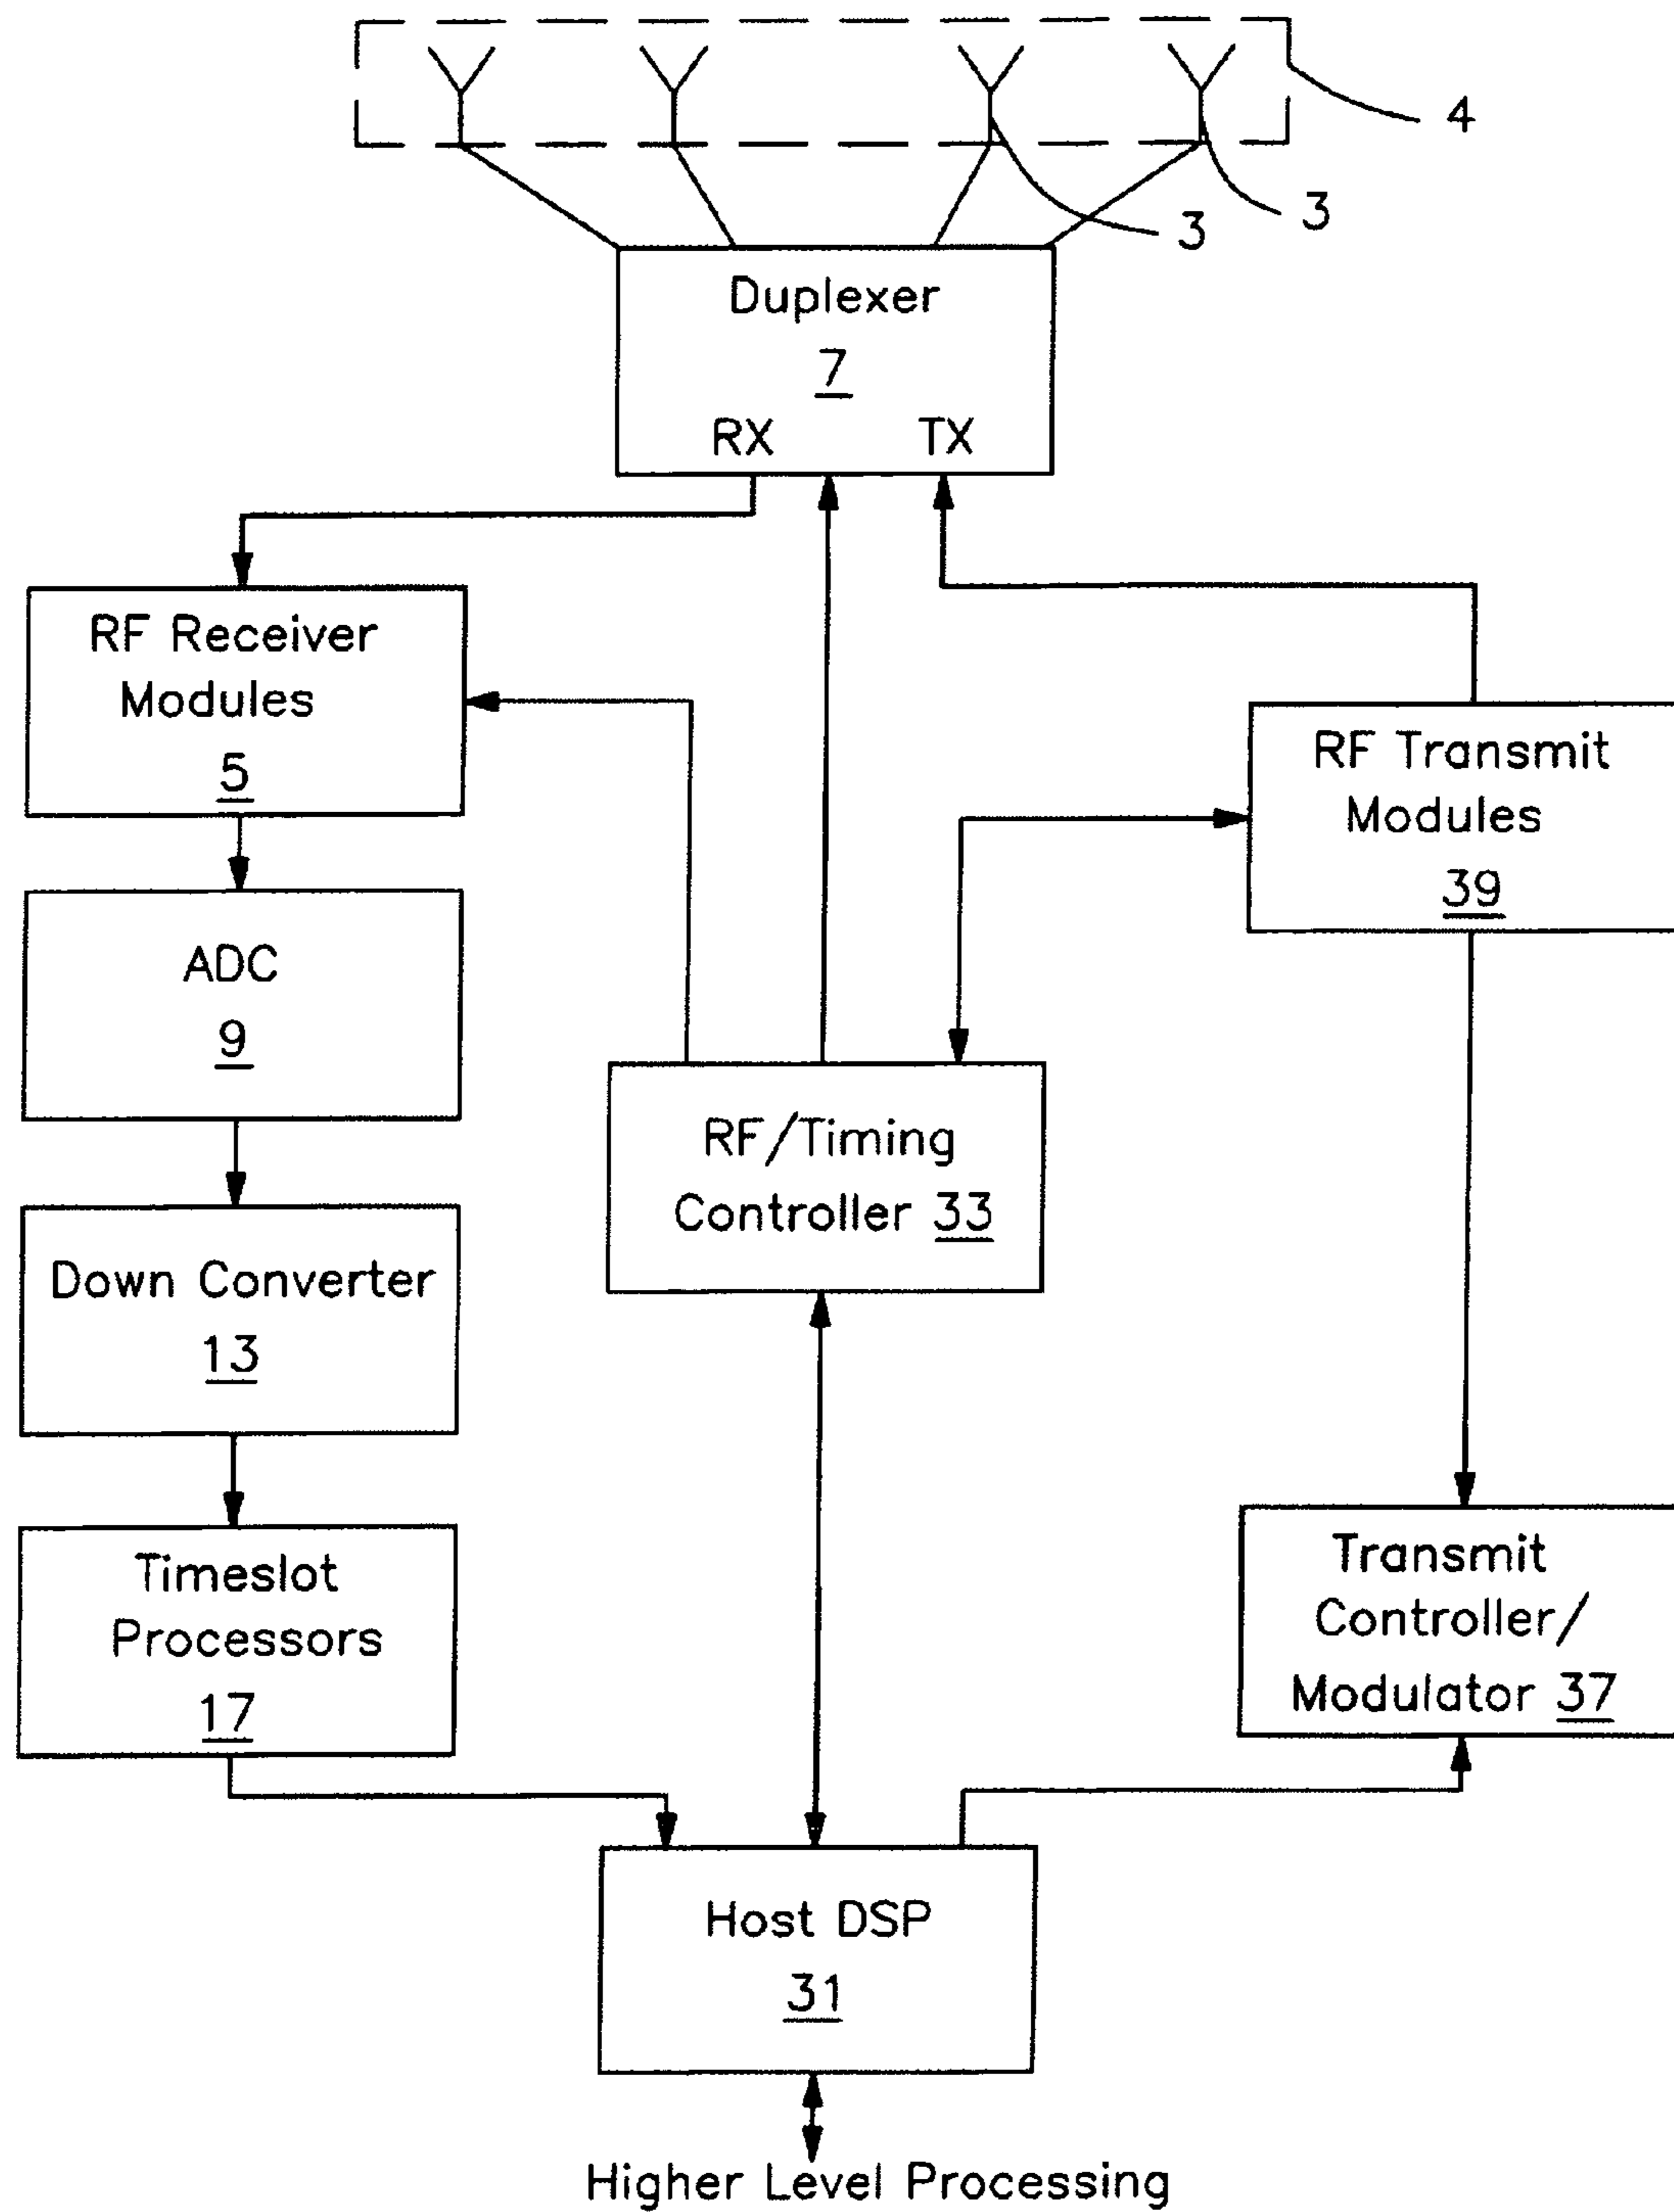 4
3
3
Duplexer
7
RX TX
RF Receiver
Modules
5
RF Transmit
Modules
39
ADC
9
RF/Timing
Controller 33
Down Converter
13
Timeslot
Processors
17
Transmit
Controller/
Modulator 37
Host DSP
31
Higher Level Processing